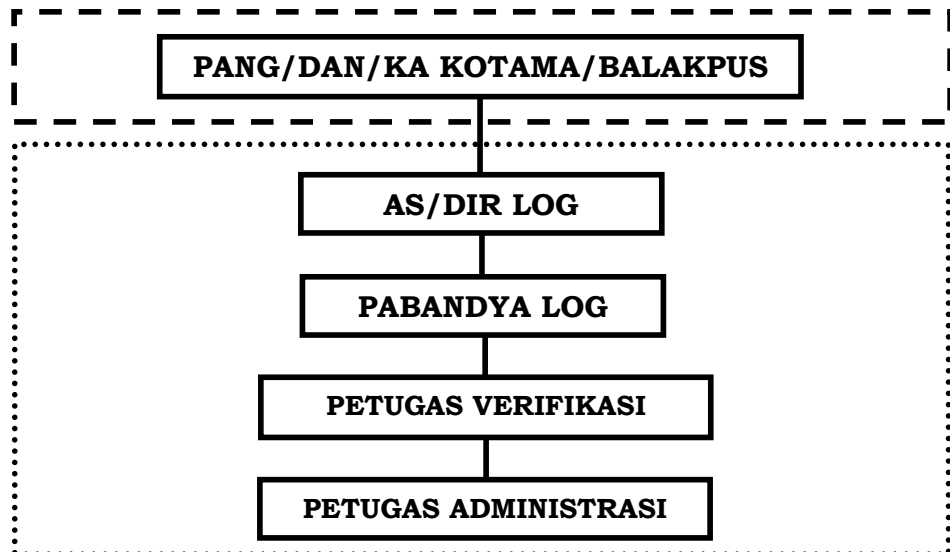 PANG/DAN/KA KOTAMA/BALAKPUS
AS/DIR LOG
PABANDYA LOG
PETUGAS VERIFIKASI
PETUGAS ADMINISTRASI